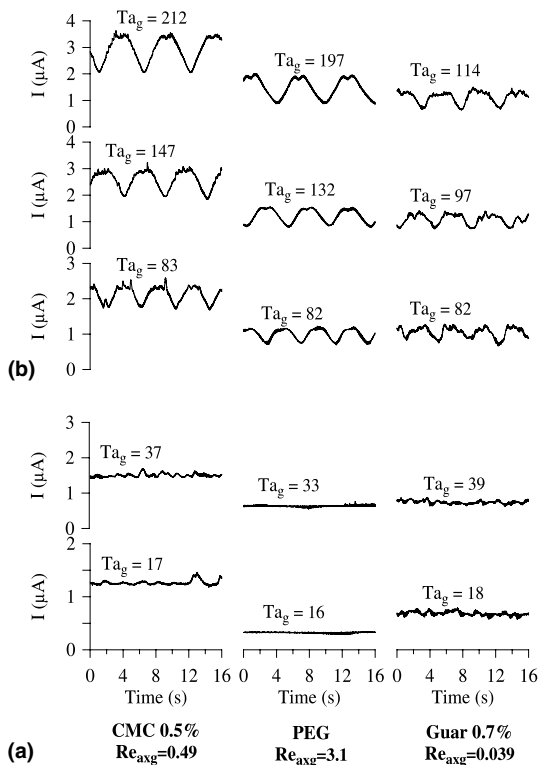 4
Ta_g = 212
3
Ta_g = 197
I (μA)
2
Ta_g = 114
1
0
4
Ta_g = 147
3
Ta_g = 132
I (μA)
2
Ta_g = 97
1
0
3
Ta_g = 83
2
Ta_g = 82
Ta_g = 82
I (μA)
1
0
(b)
3
Ta_g = 37
2
Ta_g = 33
Ta_g = 39
I (μA)
1
0
2
Ta_g = 17
Ta_g = 18
I (μA)
1
Ta_g = 16
0
0 4 8 12 16 0 4 8 12 16 0 4 8 12 16
Time (s) Time (s) Time (s)
(a)
CMC 0.5% PEG Guar 0.7%
Re_axg=0.49 Re_axg=3.1 Re_axg=0.039